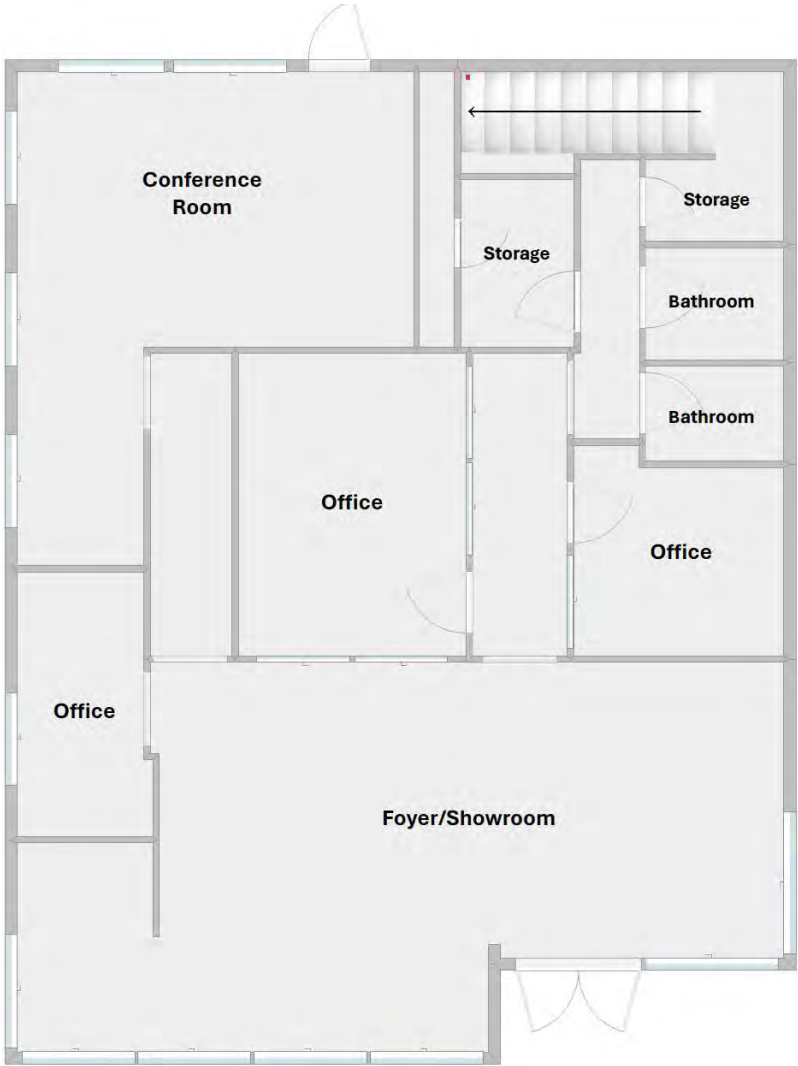 Conference
Room
Storage
Storage
Bathroom
Bathroom
Office
Office
Office
Foyer/Showroom